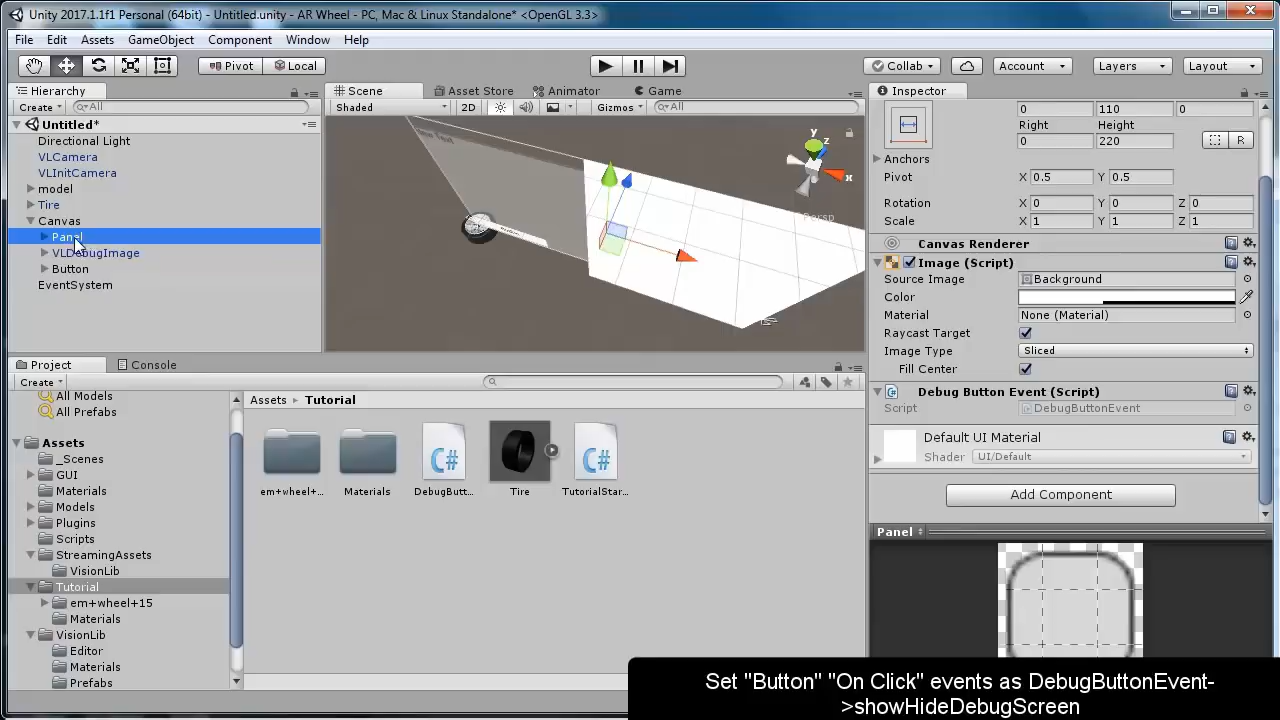 Unity 2017.1.1f1 Personal (64bit) - Untitled.unity - AR Wheel - PC, Mac & Linux Standalone* <OpenGL 3.3>
File Edit Assets GameObject Component Window Help
Pivot Local Collab Account Layers Layout
Hierarchy
Create All
Untitled*
Directional Light
VLCamera
VLInitCamera
model
Tire
Canvas
Panel
VLDebugImage
Button
EventSystem
Scene Asset Store Animator Game
Shaded 2D Gizmos All
y
z
x
Persp
Inspector
0 110 0
Right Height
0 220 R
Anchors
Pivot X 0.5 Y 0.5
Rotation X 0 Y 0 Z 0
Scale X 1 Y 1 Z 1
Canvas Renderer
Image (Script)
Source Image Background
Color
Material None (Material)
Raycast Target
Image Type Sliced
Fill Center
Debug Button Event (Script)
Script DebugButtonEvent
Default UI Material
Shader UI/Default
Add Component
Panel
Project Console
Create
All Models
All Prefabs
Assets
_Scenes
GUI
Materials
Models
Plugins
Scripts
StreamingAssets
VisionLib
Tutorial
em+wheel+15
Materials
VisionLib
Editor
Materials
Prefabs
Assets Tutorial
C# C#
em+wheel+... Materials DebugButt... Tire TutorialStar...
Set "Button" "On Click" events as DebugButtonEvent-
>showHideDebugScreen